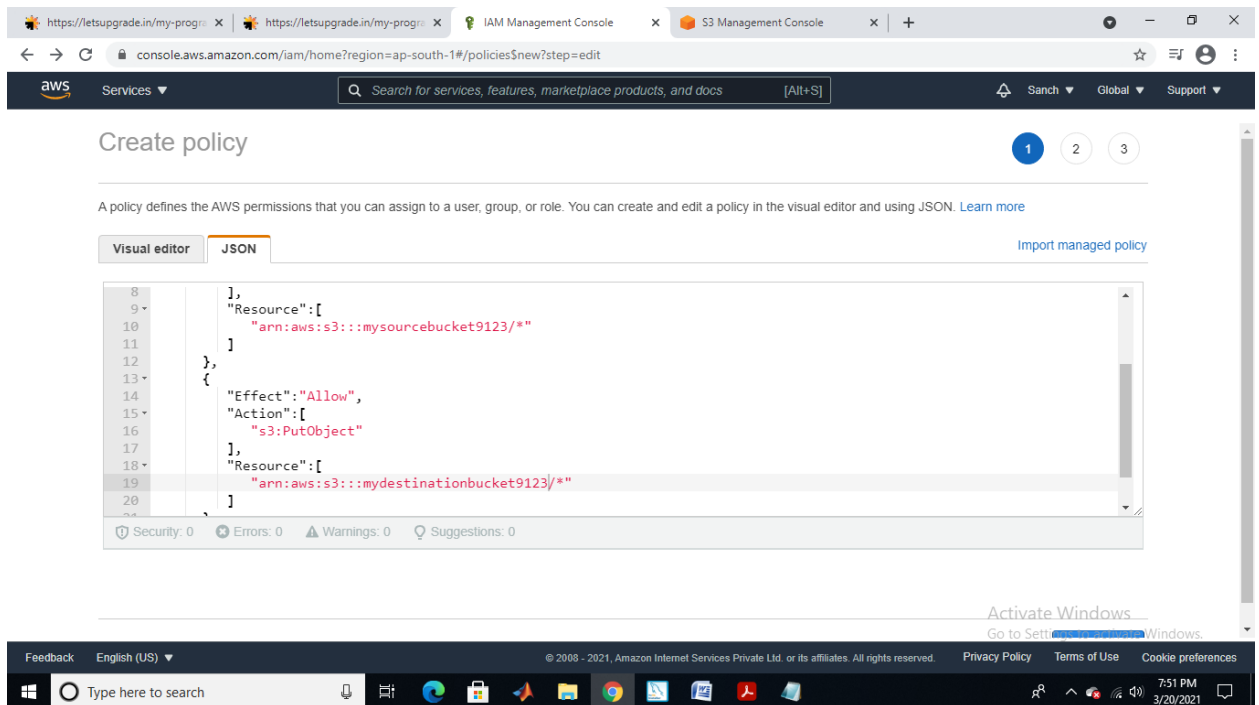 https://letsupgrade.in/my-progra
https://letsupgrade.in/my-progra
IAM Management Console
S3 Management Console
console.aws.amazon.com/iam/home?region=ap-south-1#/policies$new?step=edit
aws
Services
Search for services, features, marketplace products, and docs [Alt+S]
Sanch
Global
Support
Create policy
1 2 3
A policy defines the AWS permissions that you can assign to a user, group, or role. You can create and edit a policy in the visual editor and using JSON. Learn more
Visual editor
JSON
Import managed policy
8 ],
9 "Resource":[
10 "arn:aws:s3:::mysourcebucket9123/*"
11 ]
12 },
13 {
14 "Effect":"Allow",
15 "Action":[
16 "s3:PutObject"
17 ],
18 "Resource":[
19 "arn:aws:s3:::mydestinationbucket9123/*"
20 ]
Security: 0 Errors: 0 Warnings: 0 Suggestions: 0
Activate Windows
Go to Settings to activate Windows.
Feedback
English (US)
© 2008 - 2021, Amazon Internet Services Private Ltd. or its affiliates. All rights reserved.
Privacy Policy
Terms of Use
Cookie preferences
Type here to search
7:51 PM
3/20/2021